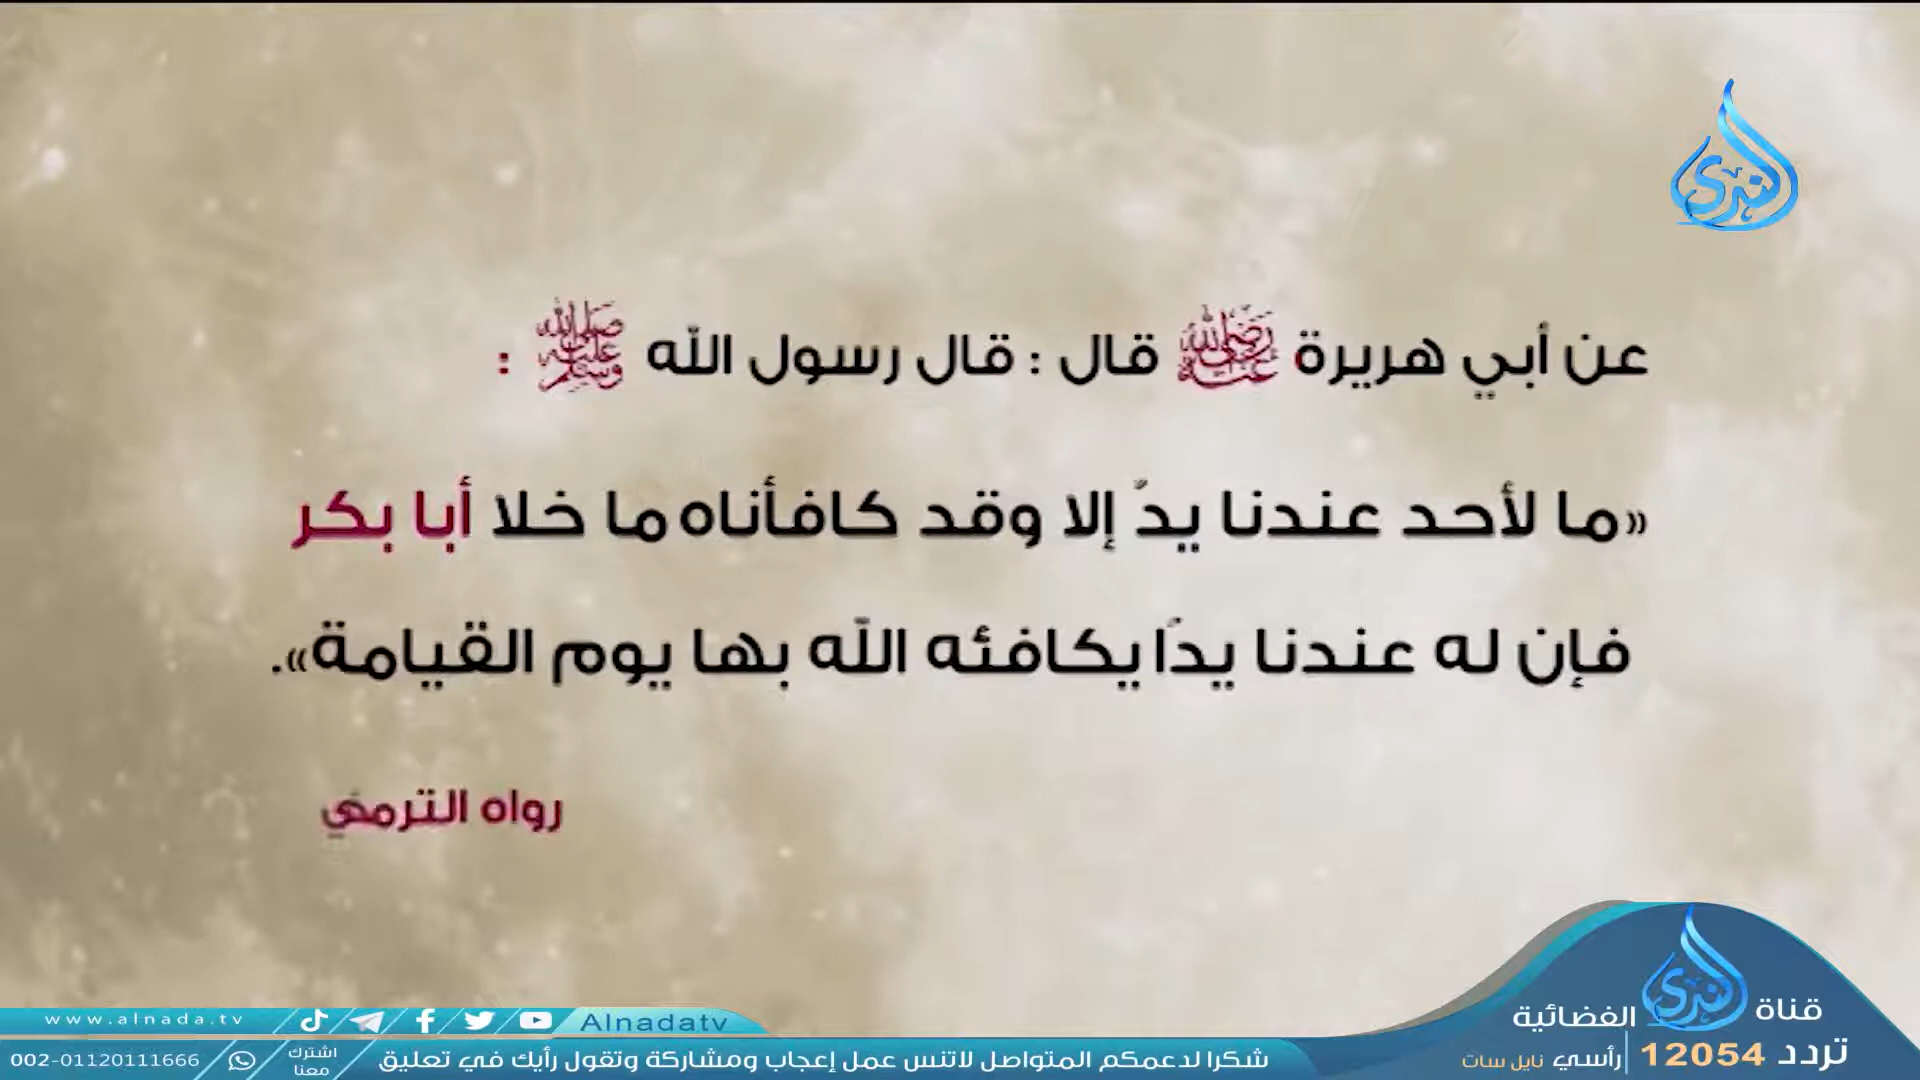 الندى
عن أبي هريرة رضي الله عنه قال : قال رسول الله صلى الله عليه وسلم :
«ما لأحد عندنا يدٌ إلا وقد كافأناه ما خلا أبا بكر
فإن له عندنا يدًا يكافئه الله بها يوم القيامة».
رواه الترمذي
قناة الندى الفضائية
تردد 12054 رأسي نايل سات
www.alnada.tv
Alnadatv
شكرا لدعمكم المتواصل لاتنس عمل إعجاب ومشاركة وتقول رأيك في تعليق
اشترك معنا
002-01120111666